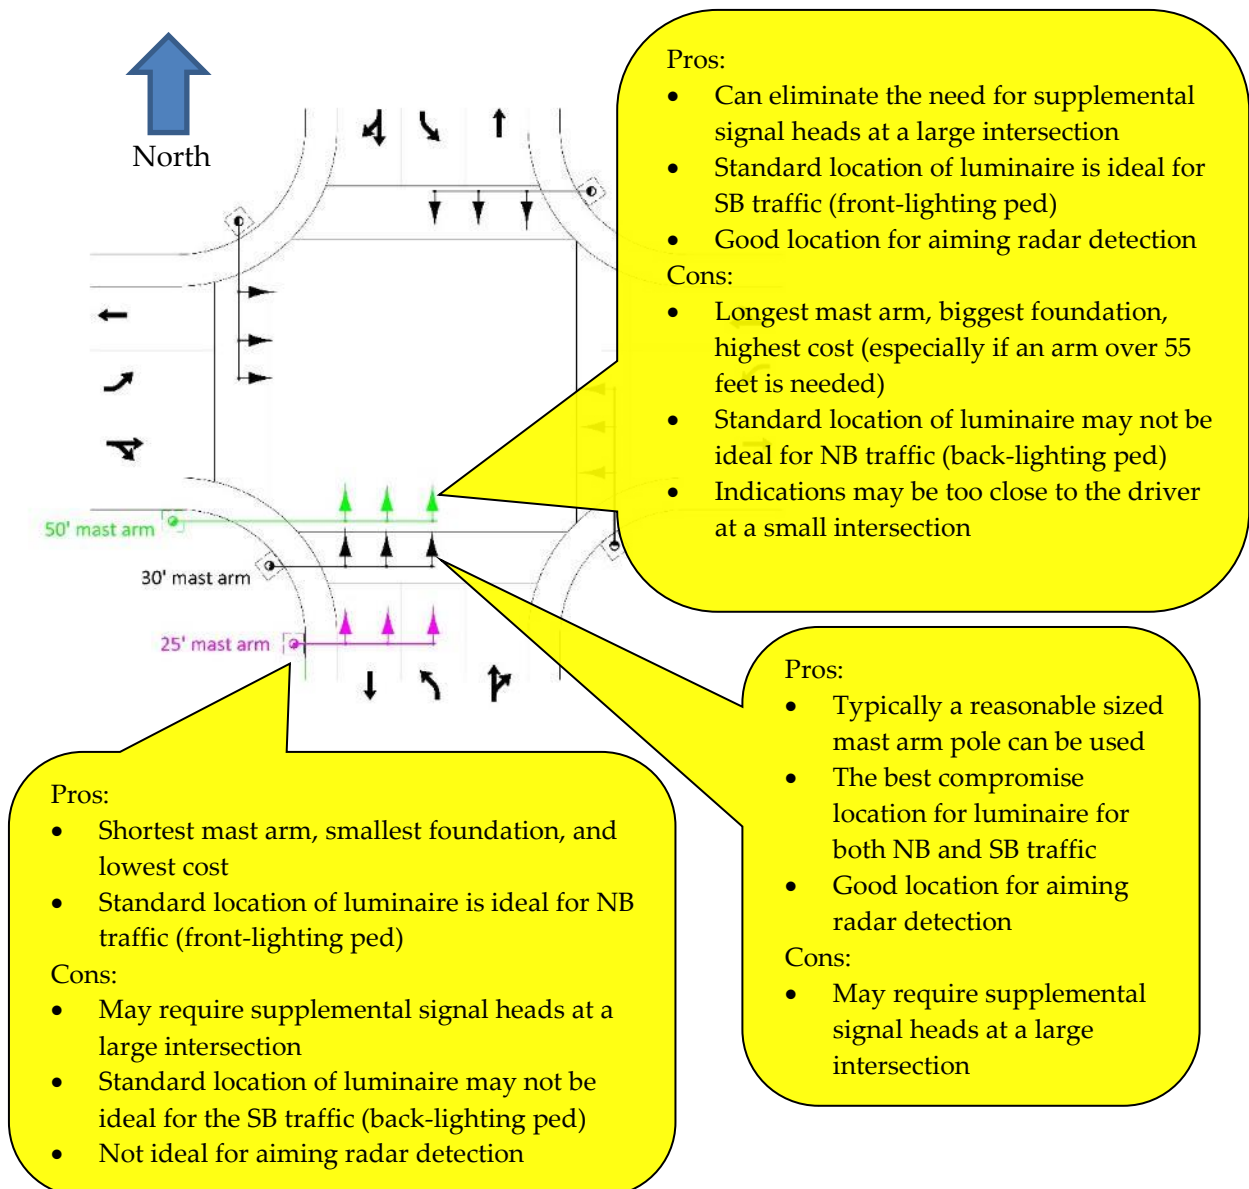 North
Pros:
• Can eliminate the need for supplemental
signal heads at a large intersection
• Standard location of luminaire is ideal for
SB traffic (front-lighting ped)
• Good location for aiming radar detection
Cons:
• Longest mast arm, biggest foundation,
highest cost (especially if an arm over 55
feet is needed)
• Standard location of luminaire may not be
ideal for NB traffic (back-lighting ped)
• Indications may be too close to the driver
at a small intersection
50' mast arm
30' mast arm
25' mast arm
Pros:
• Typically a reasonable sized
mast arm pole can be used
• The best compromise
location for luminaire for
both NB and SB traffic
• Good location for aiming
radar detection
Cons:
• May require supplemental
signal heads at a large
intersection
Pros:
• Shortest mast arm, smallest foundation, and
lowest cost
• Standard location of luminaire is ideal for NB
traffic (front-lighting ped)
Cons:
• May require supplemental signal heads at a
large intersection
• Standard location of luminaire may not be
ideal for the SB traffic (back-lighting ped)
• Not ideal for aiming radar detection